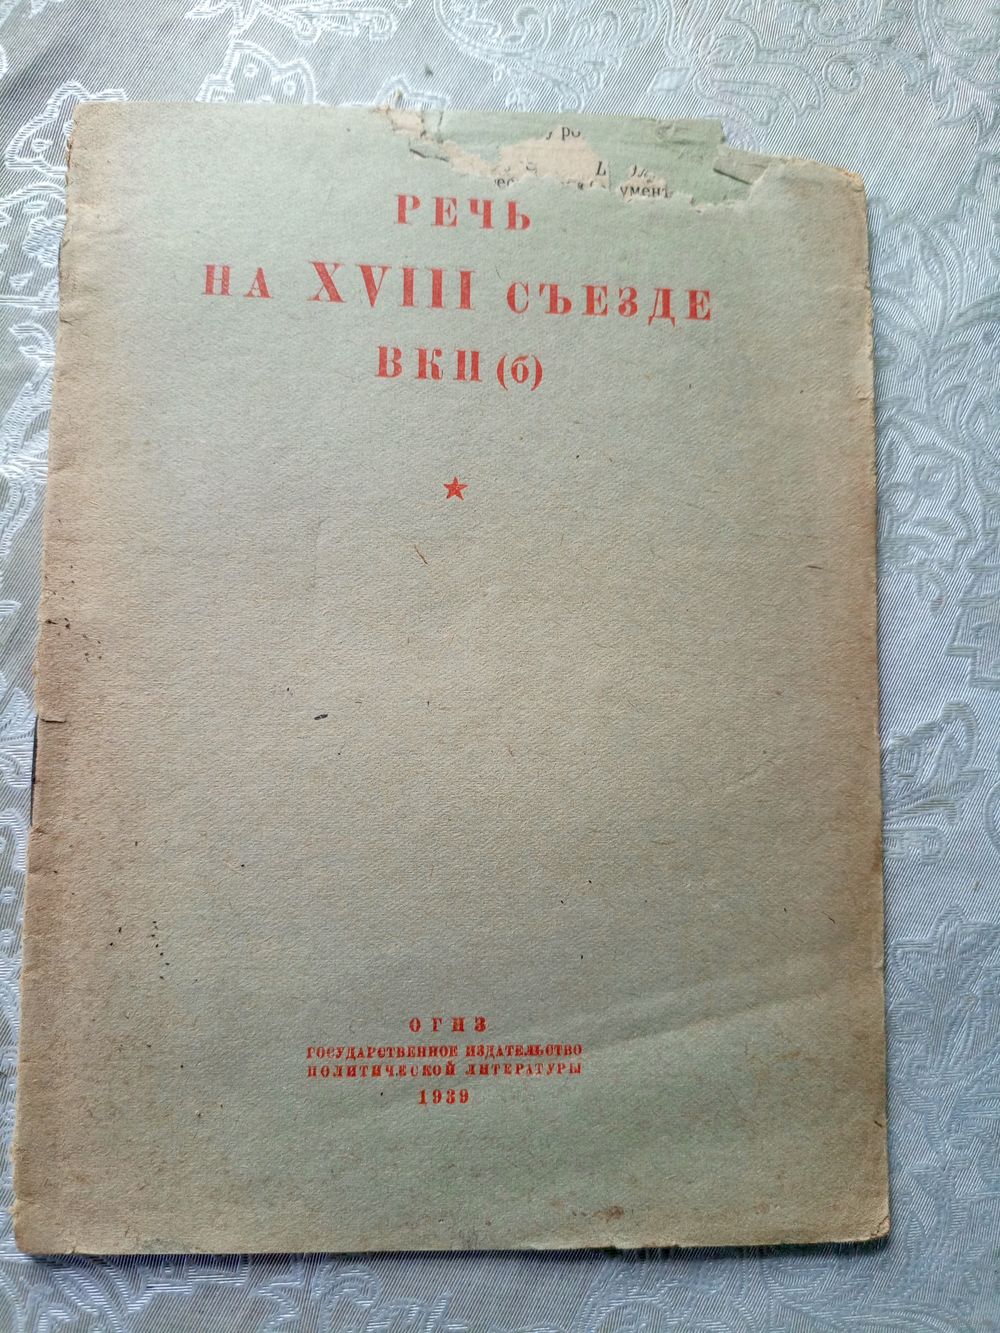 РЕЧЬ
НА XVIII СЪЕЗДЕ
ВКП(б)
ОГИЗ
ГОСУДАРСТВЕННОЕ ИЗДАТЕЛЬСТВО
ПОЛИТИЧЕСКОЙ ЛИТЕРАТУРЫ
1939